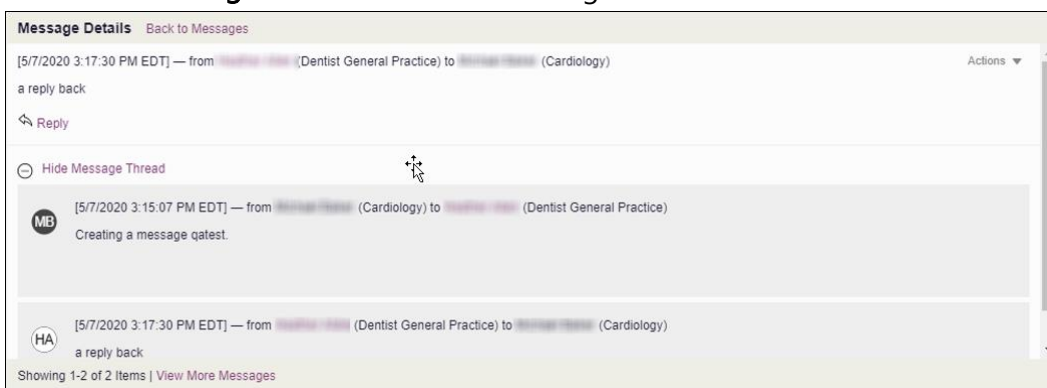 Message Details Back to Messages
[5/7/2020 3:17:30 PM EDT] — from (Dentist General Practice) to (Cardiology)
Actions ▼
a reply back
Reply
Hide Message Thread
MB
[5/7/2020 3:15:07 PM EDT] — from (Cardiology) to (Dentist General Practice)
Creating a message qatest.
HA
[5/7/2020 3:17:30 PM EDT] — from (Dentist General Practice) to (Cardiology)
a reply back
Showing 1-2 of 2 Items | View More Messages